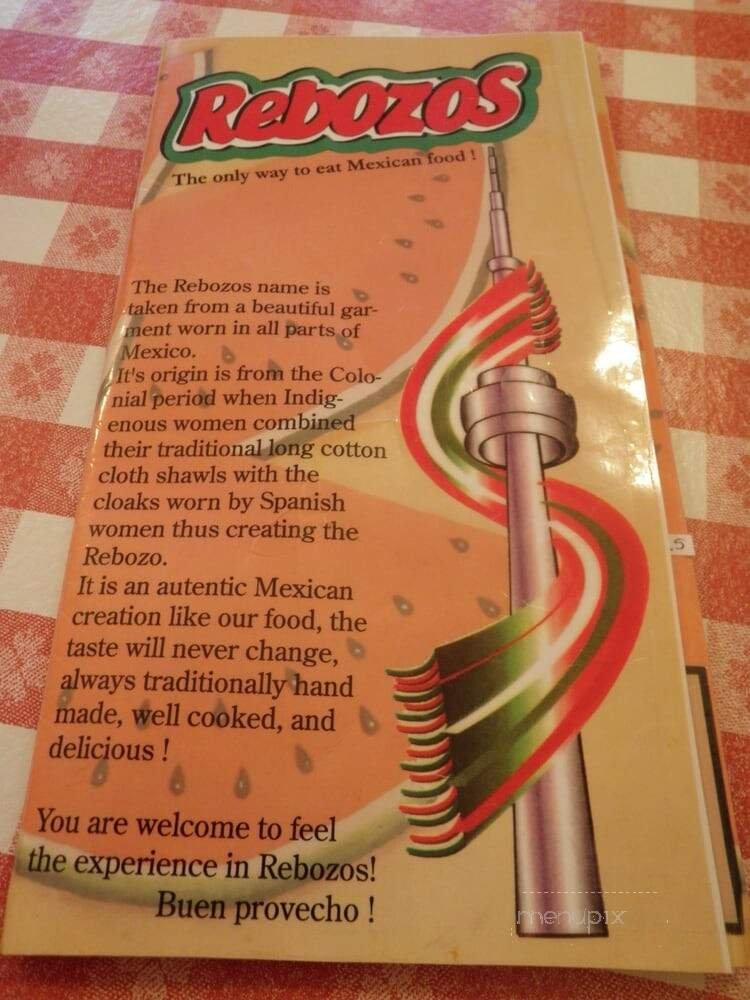 Rebozos
The only way to eat Mexican food !
The Rebozos name is
taken from a beautiful gar-
ment worn in all parts of
Mexico.
It's origin is from the Colo-
nial period when Indig-
enous women combined
their traditional long cotton
cloth shawls with the
cloaks worn by Spanish
women thus creating the
Rebozo.
It is an autentic Mexican
creation like our food, the
taste will never change,
always traditionally hand
made, well cooked, and
delicious !
You are welcome to feel
the experience in Rebozos!
Buen provecho !
.5
menupix